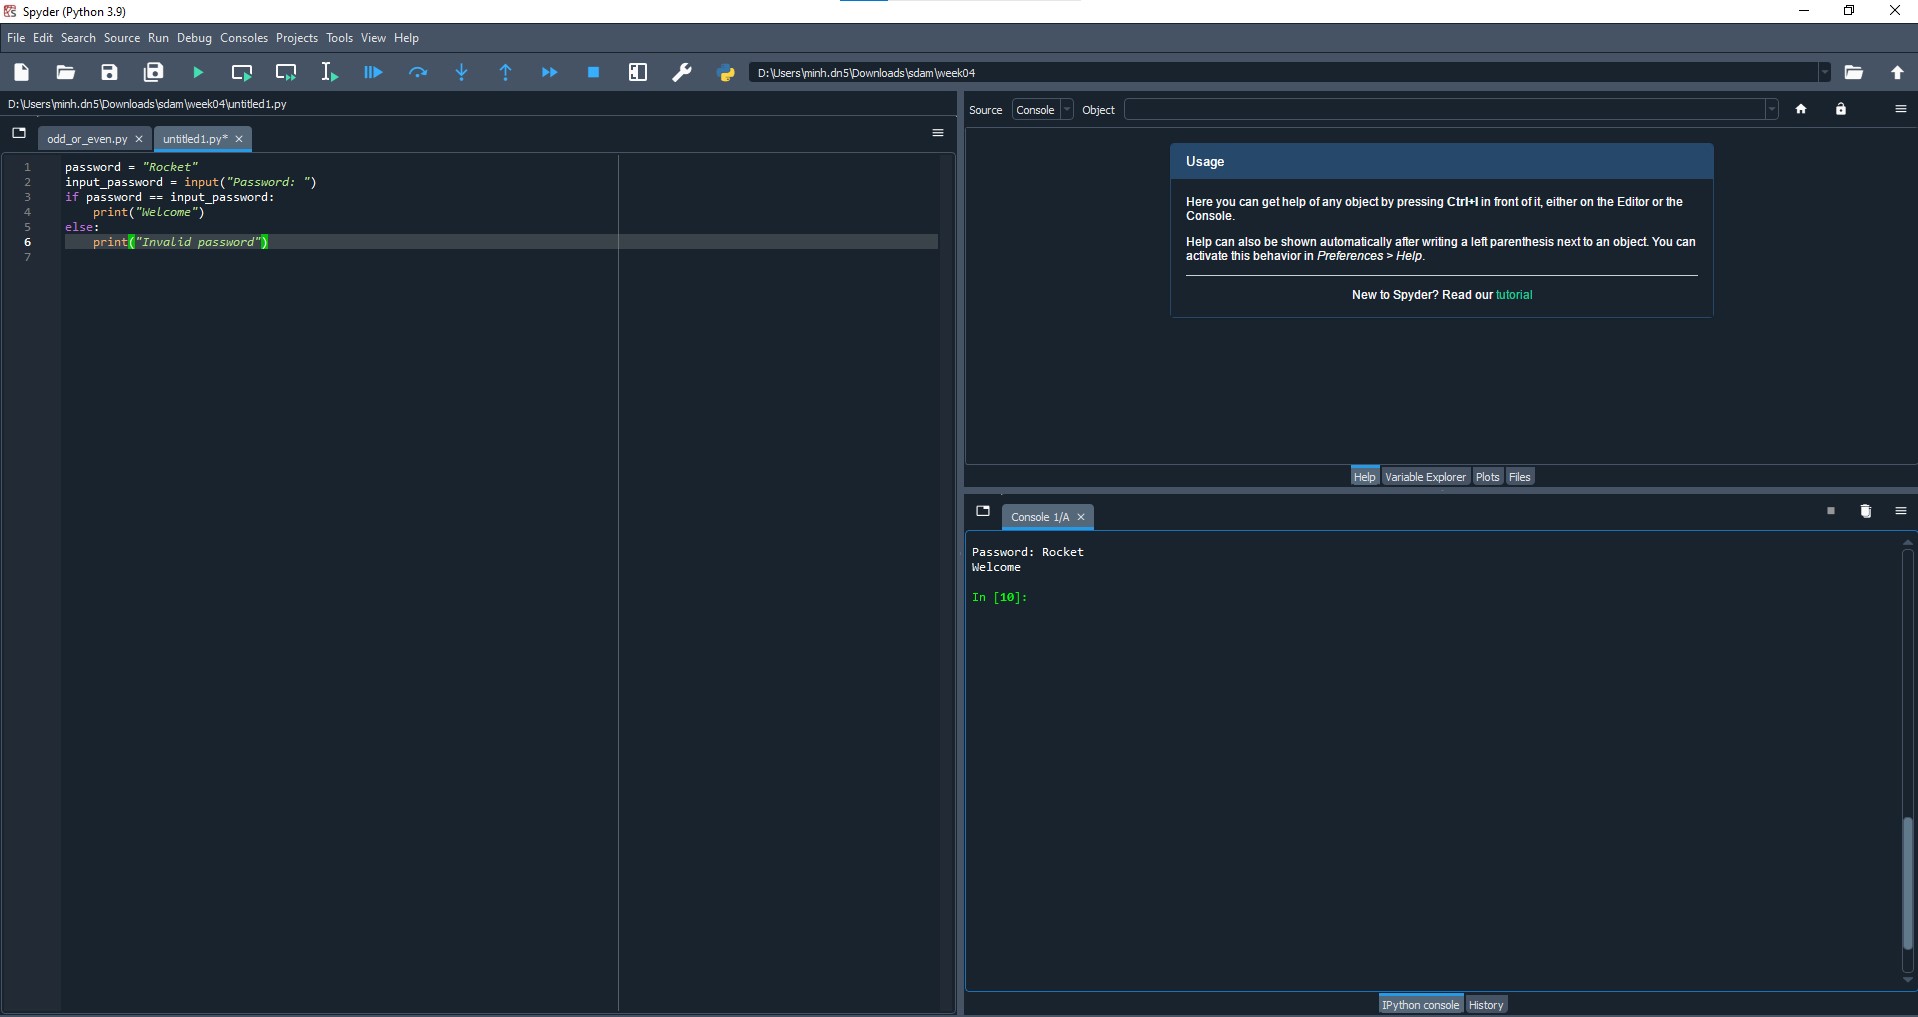 Spyder (Python 3.9)
File Edit Search Source Run Debug Consoles Projects Tools View Help
D:\Users\minh.dn5\Downloads\sdam\week04
D:\Users\minh.dn5\Downloads\sdam\week04\untitled1.py
odd_or_even.py
untitled1.py*
1 password = "Rocket"
2 input_password = input("Password: ")
3 if password == input_password:
4     print("Welcome")
5 else:
6     print("Invalid password")
7
Source Console Object
Usage
Here you can get help of any object by pressing Ctrl+I in front of it, either on the Editor or the
Console.
Help can also be shown automatically after writing a left parenthesis next to an object. You can
activate this behavior in Preferences > Help.
New to Spyder? Read our tutorial
Help Variable Explorer Plots Files
Console 1/A
Password: Rocket
Welcome
In [10]:
IPython console History